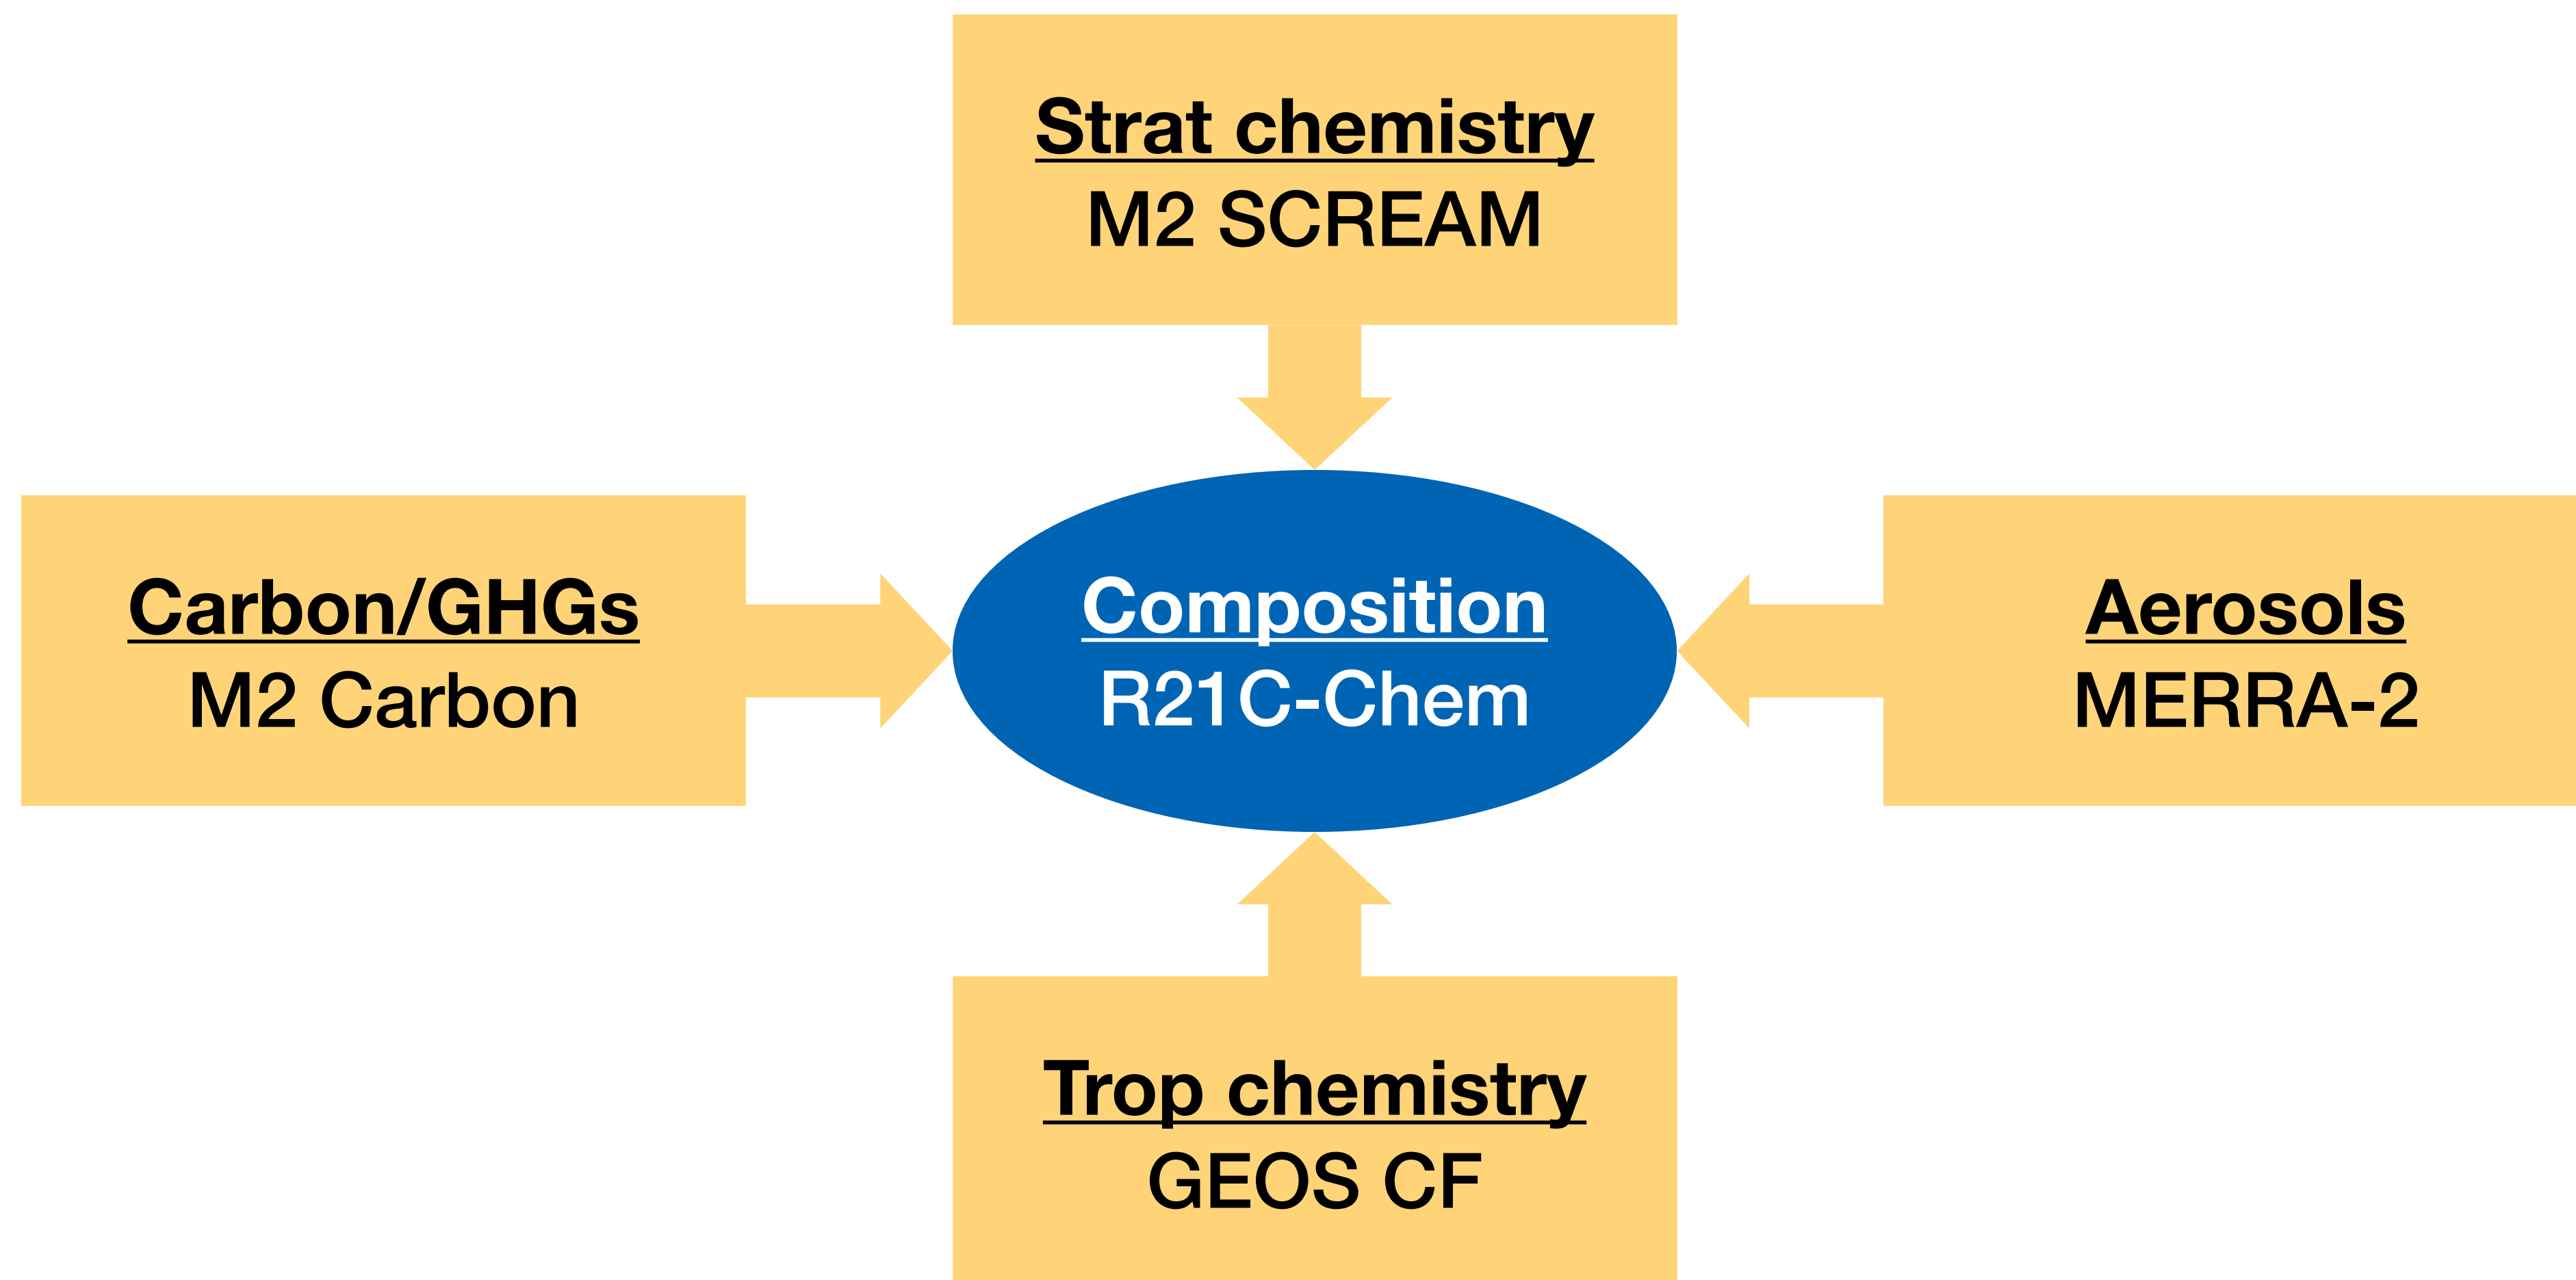 Strat chemistry
M2 SCREAM
Carbon/GHGs
M2 Carbon
Composition
R21C-Chem
Aerosols
MERRA-2
Trop chemistry
GEOS CF